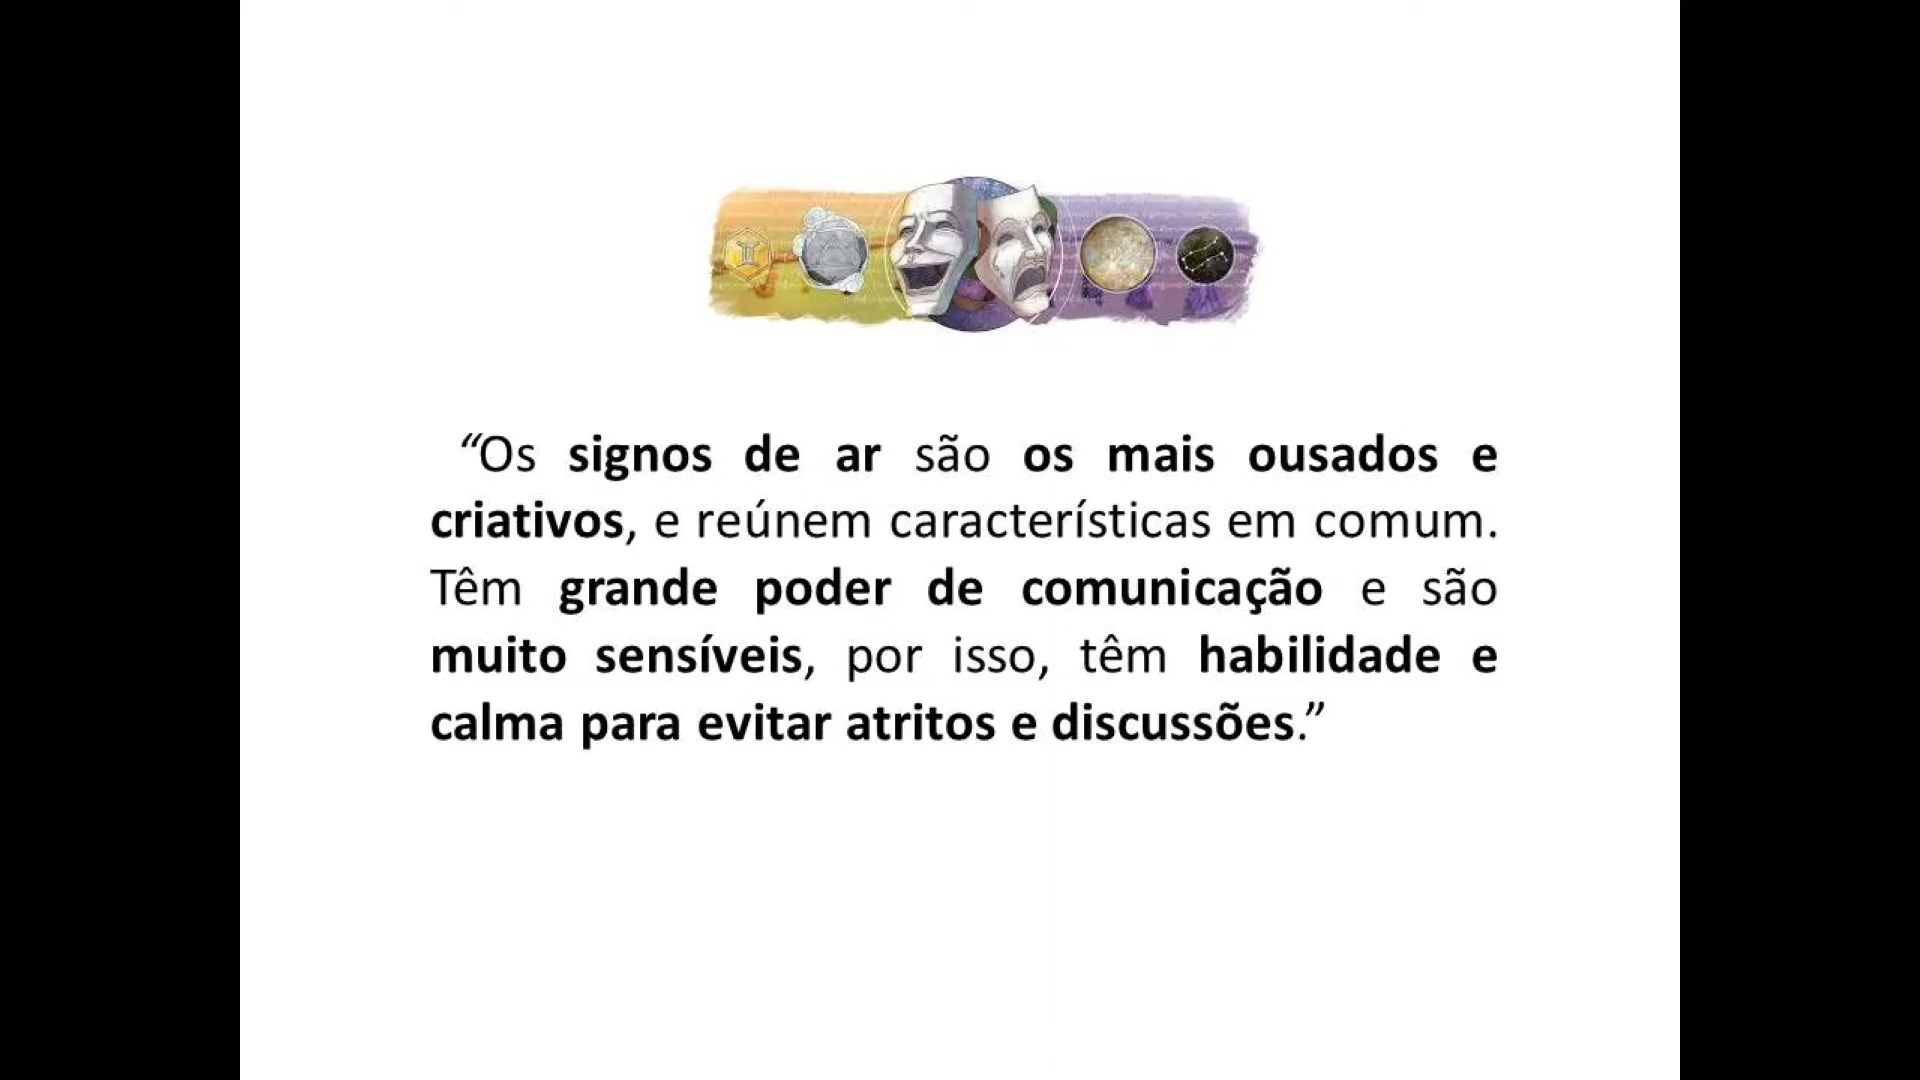 “Os signos de ar são os mais ousados e
criativos, e reúnem características em comum.
Têm grande poder de comunicação e são
muito sensíveis, por isso, têm habilidade e
calma para evitar atritos e discussões.”